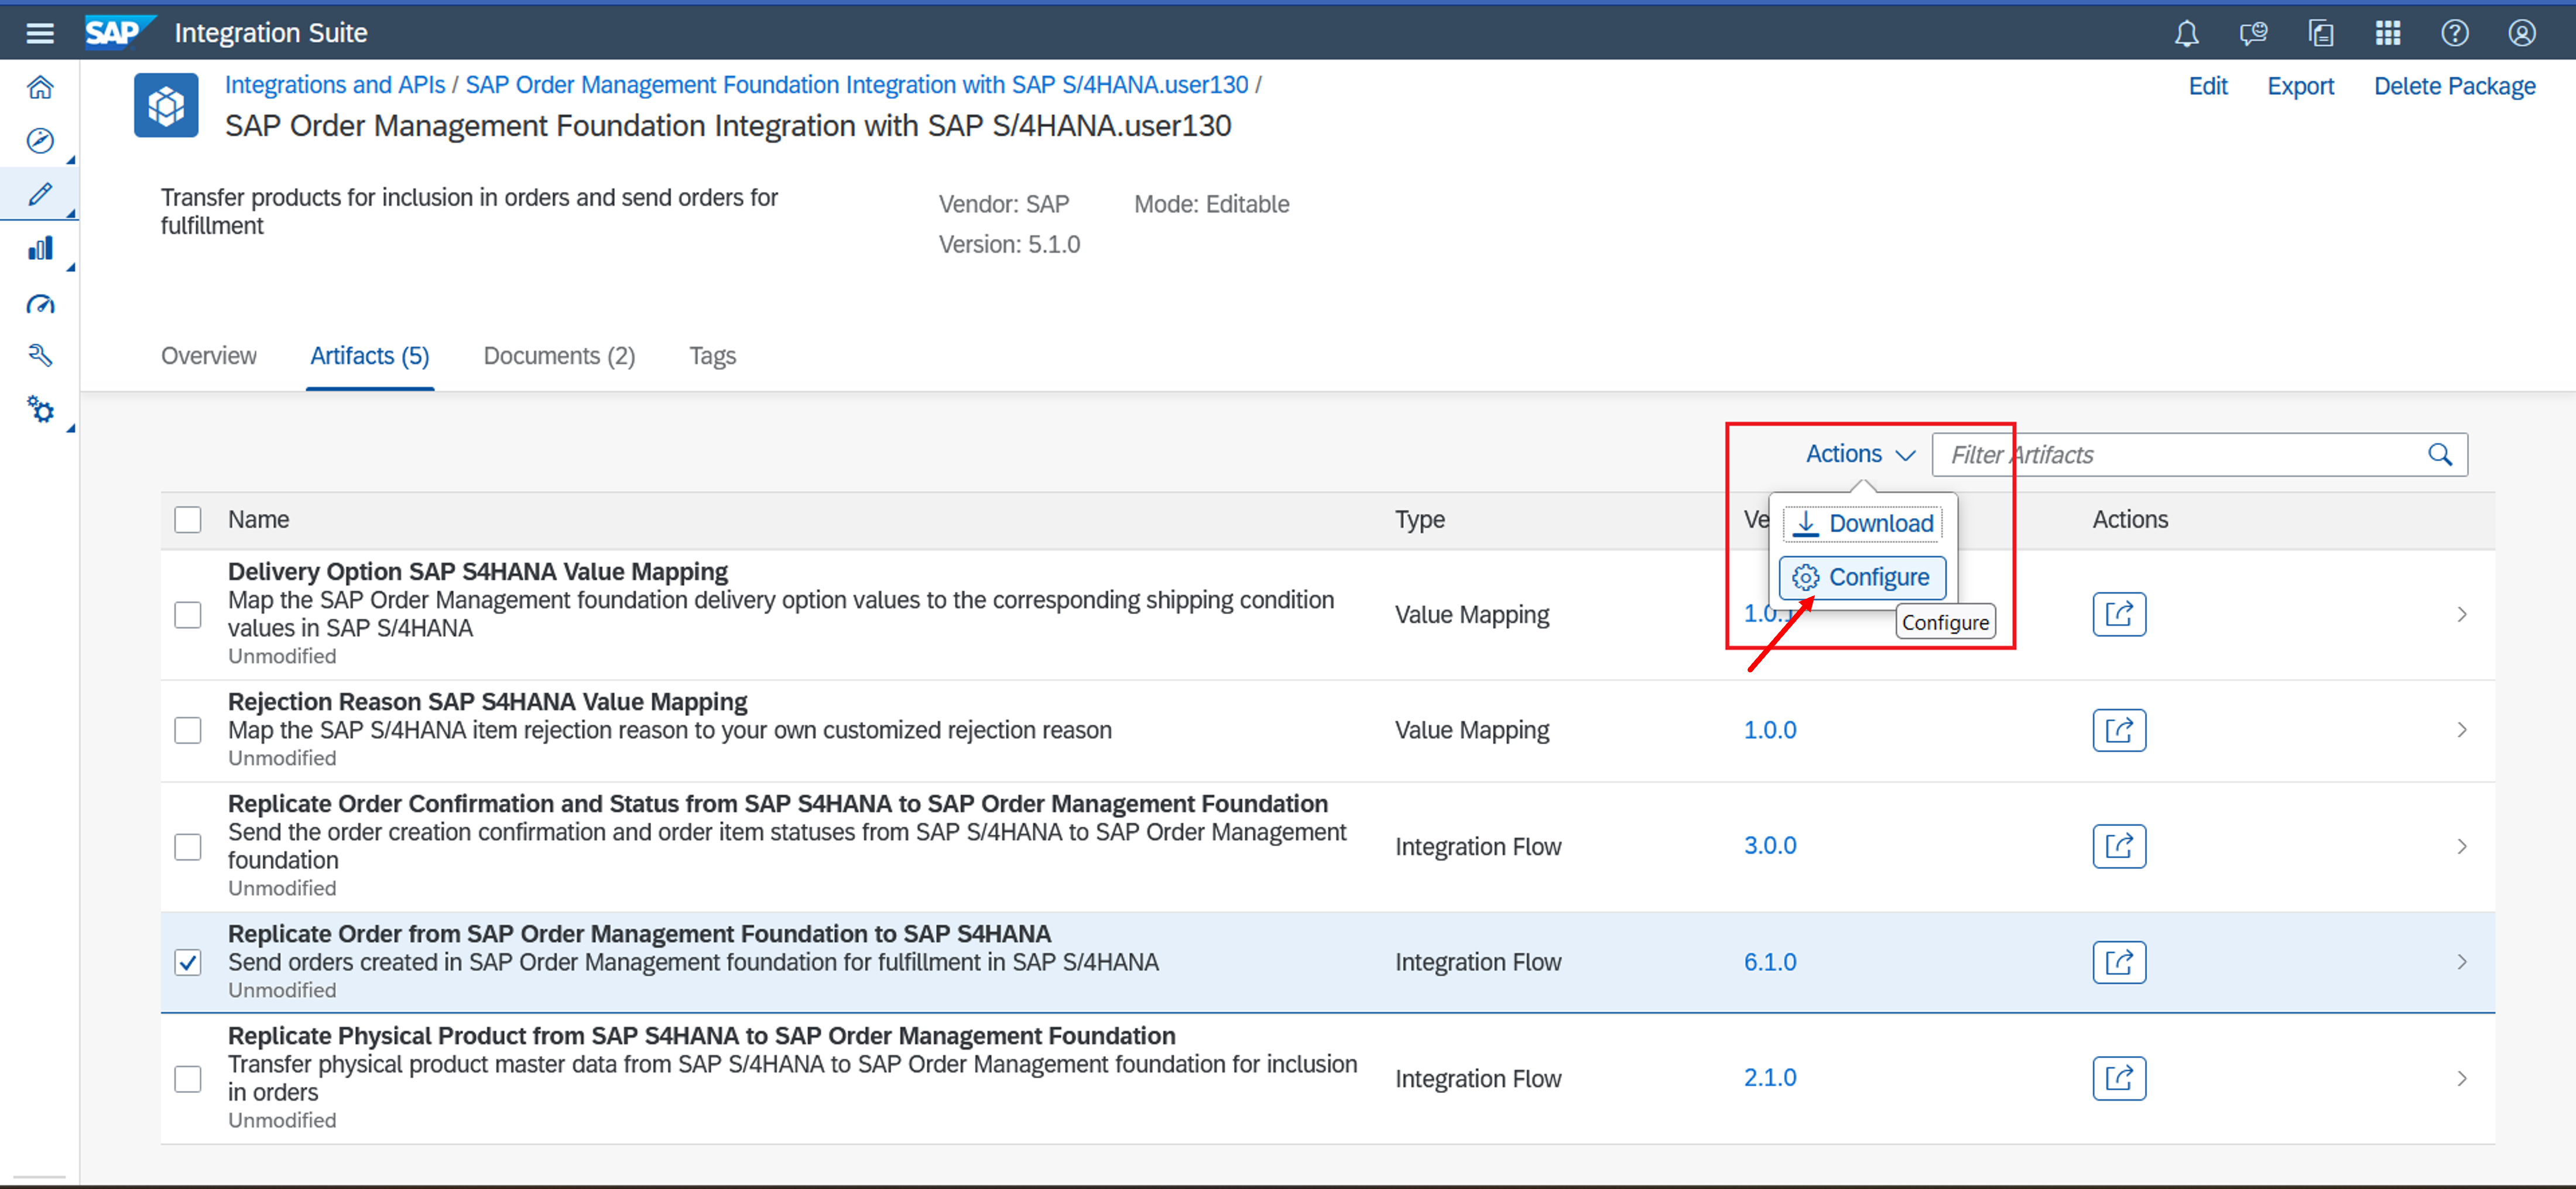 SAP Integration Suite
Integrations and APIs / SAP Order Management Foundation Integration with SAP S/4HANA.user130 /
Edit Export Delete Package
SAP Order Management Foundation Integration with SAP S/4HANA.user130
Transfer products for inclusion in orders and send orders for
fulfillment
Vendor: SAP Mode: Editable
Version: 5.1.0
Overview Artifacts (5) Documents (2) Tags
Actions Filter Artifacts
Download
Configure
Configure
Name Type Ve Actions
Delivery Option SAP S4HANA Value Mapping
Map the SAP Order Management foundation delivery option values to the corresponding shipping condition
values in SAP S/4HANA
Unmodified
Value Mapping 1.0.1
Rejection Reason SAP S4HANA Value Mapping
Map the SAP S/4HANA item rejection reason to your own customized rejection reason
Unmodified
Value Mapping 1.0.0
Replicate Order Confirmation and Status from SAP S4HANA to SAP Order Management Foundation
Send the order creation confirmation and order item statuses from SAP S/4HANA to SAP Order Management
foundation
Unmodified
Integration Flow 3.0.0
Replicate Order from SAP Order Management Foundation to SAP S4HANA
Send orders created in SAP Order Management foundation for fulfillment in SAP S/4HANA
Unmodified
Integration Flow 6.1.0
Replicate Physical Product from SAP S4HANA to SAP Order Management Foundation
Transfer physical product master data from SAP S/4HANA to SAP Order Management foundation for inclusion
in orders
Unmodified
Integration Flow 2.1.0